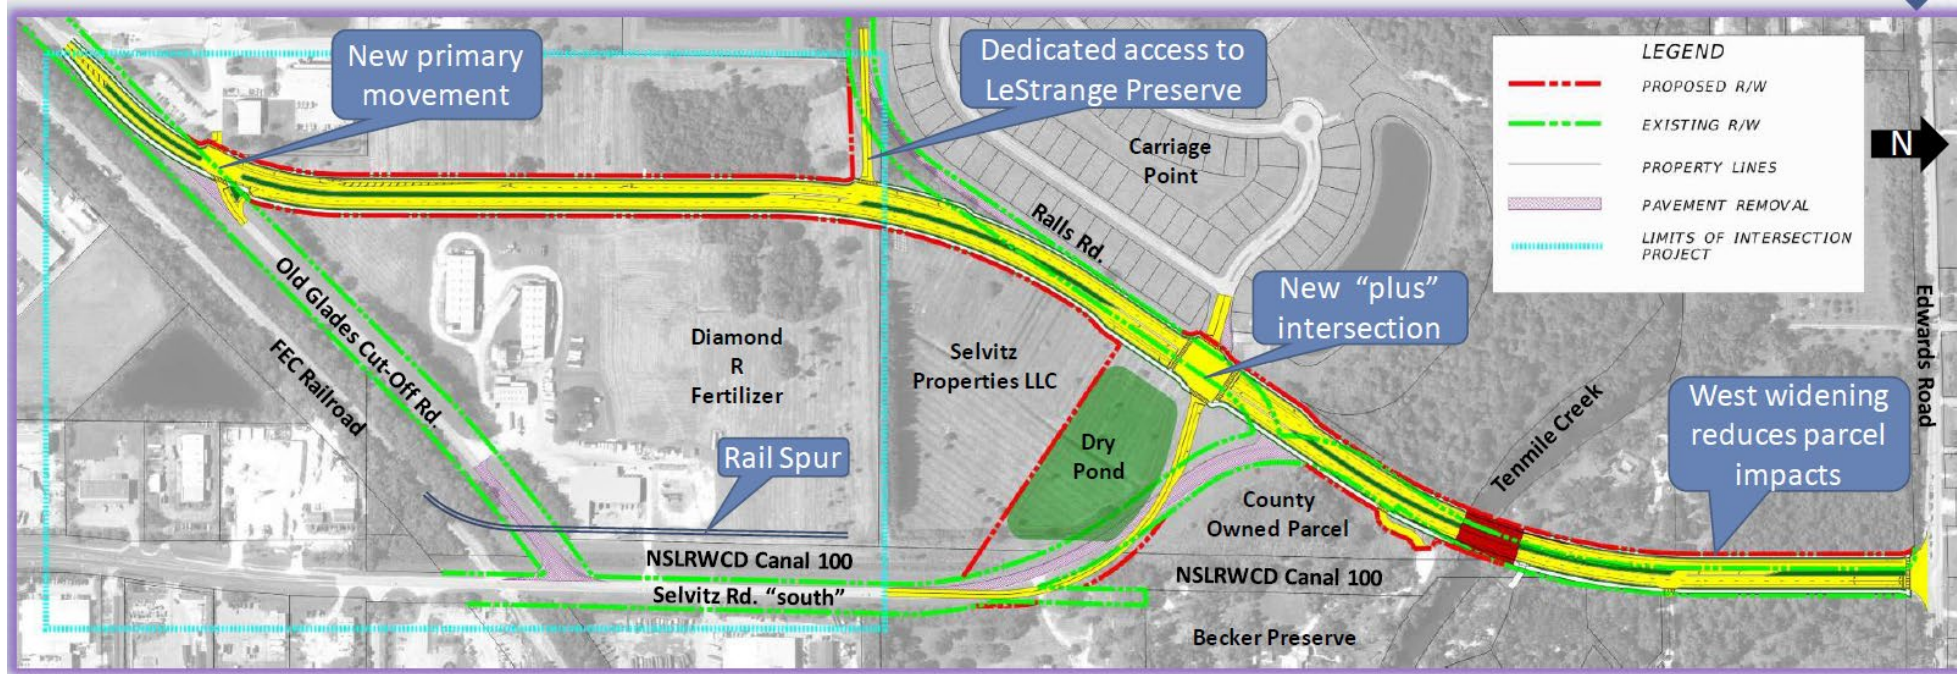 New primary
movement
Dedicated access to
LeStrange Preserve
LEGEND
PROPOSED R/W
EXISTING R/W
PROPERTY LINES
PAVEMENT REMOVAL
LIMITS OF INTERSECTION
PROJECT
N
Carriage
Point
Ralls Rd.
New "plus"
intersection
Old Glades Cut-Off Rd.
FEC Railroad
Diamond
R
Fertilizer
Selvitz
Properties LLC
Dry
Pond
Rail Spur
County
Owned Parcel
Tenmile Creek
West widening
reduces parcel
impacts
Edwards Road
NSLRWCD Canal 100
NSLRWCD Canal 100
Selvitz Rd. "south"
Becker Preserve